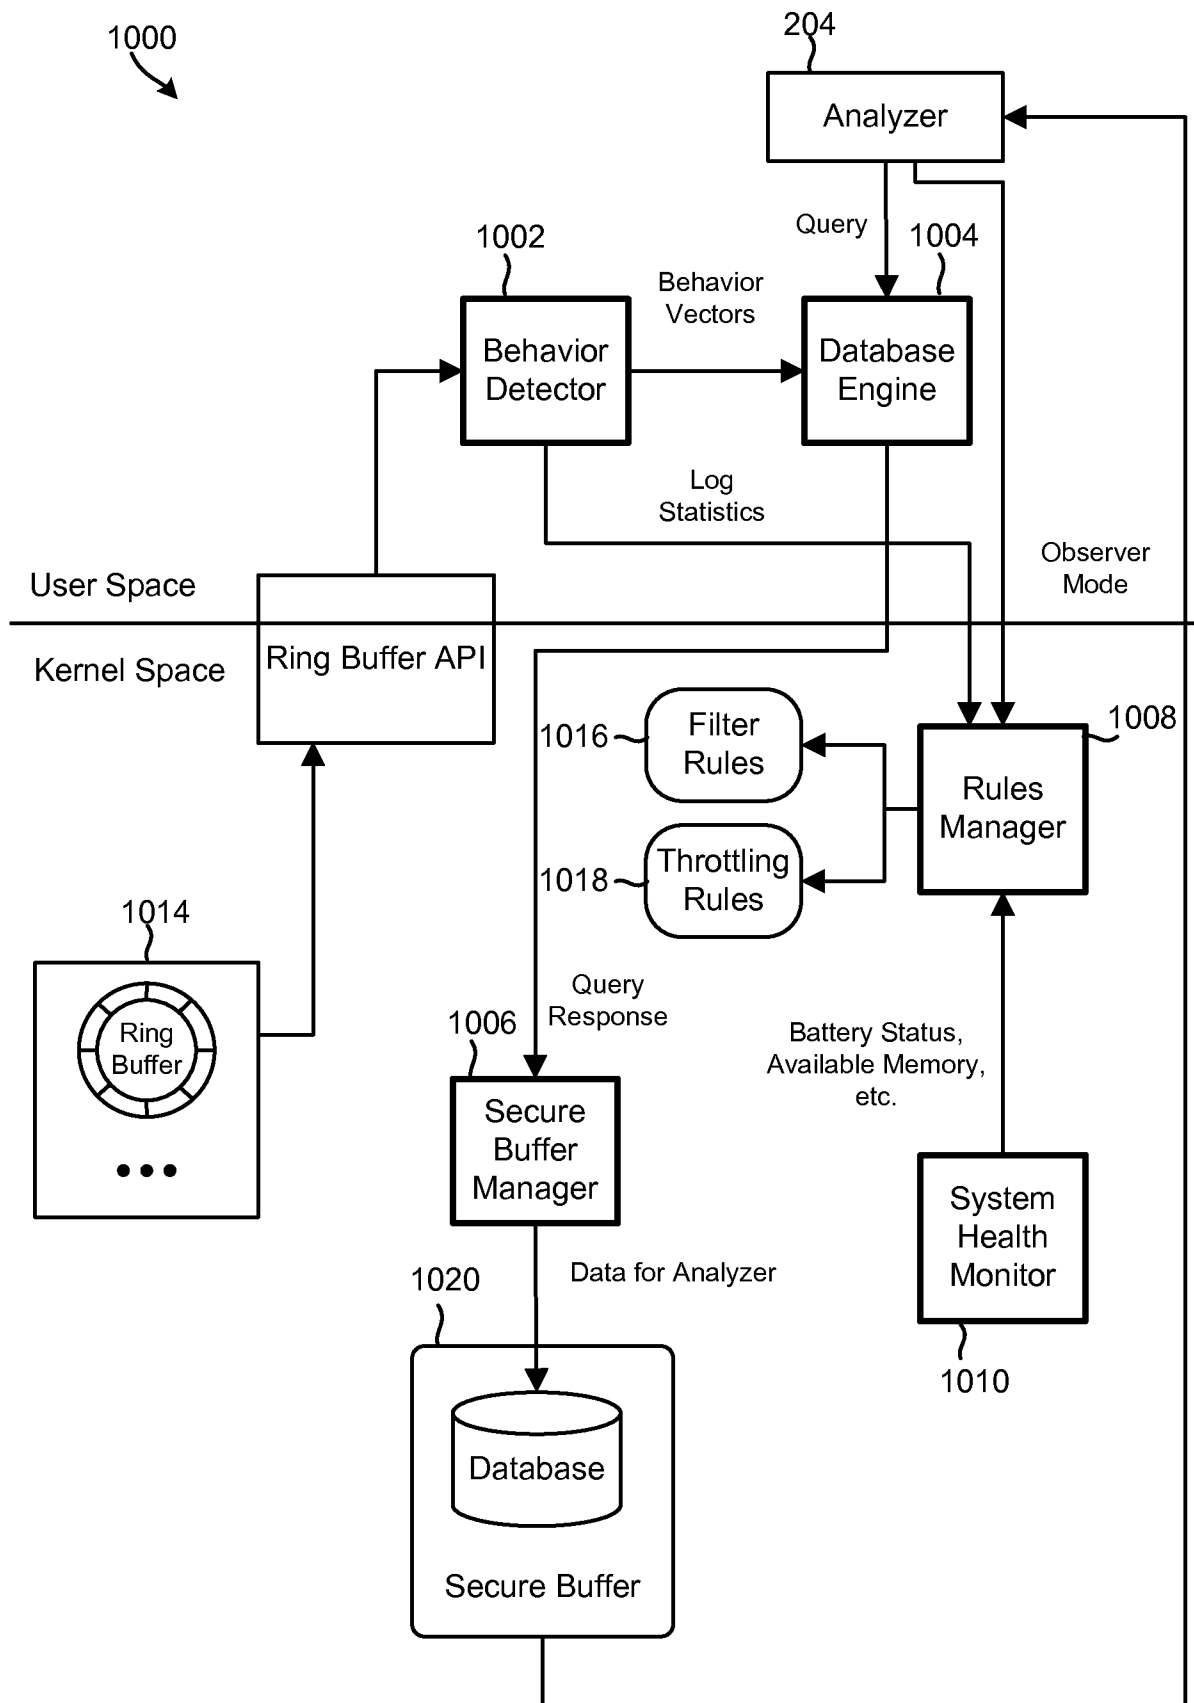 1000
204
Analyzer
Query
1002
1004
Behavior
Vectors
Behavior
Detector
Database
Engine
Log
Statistics
Observer
Mode
User Space
Kernel Space
Ring Buffer API
1016
Filter
Rules
1008
Rules
Manager
1018
Throttling
Rules
1014
Ring
Buffer
Query
Response
1006
Battery Status,
Available Memory,
etc.
Secure
Buffer
Manager
System
Health
Monitor
1020
Data for Analyzer
1010
Database
Secure Buffer